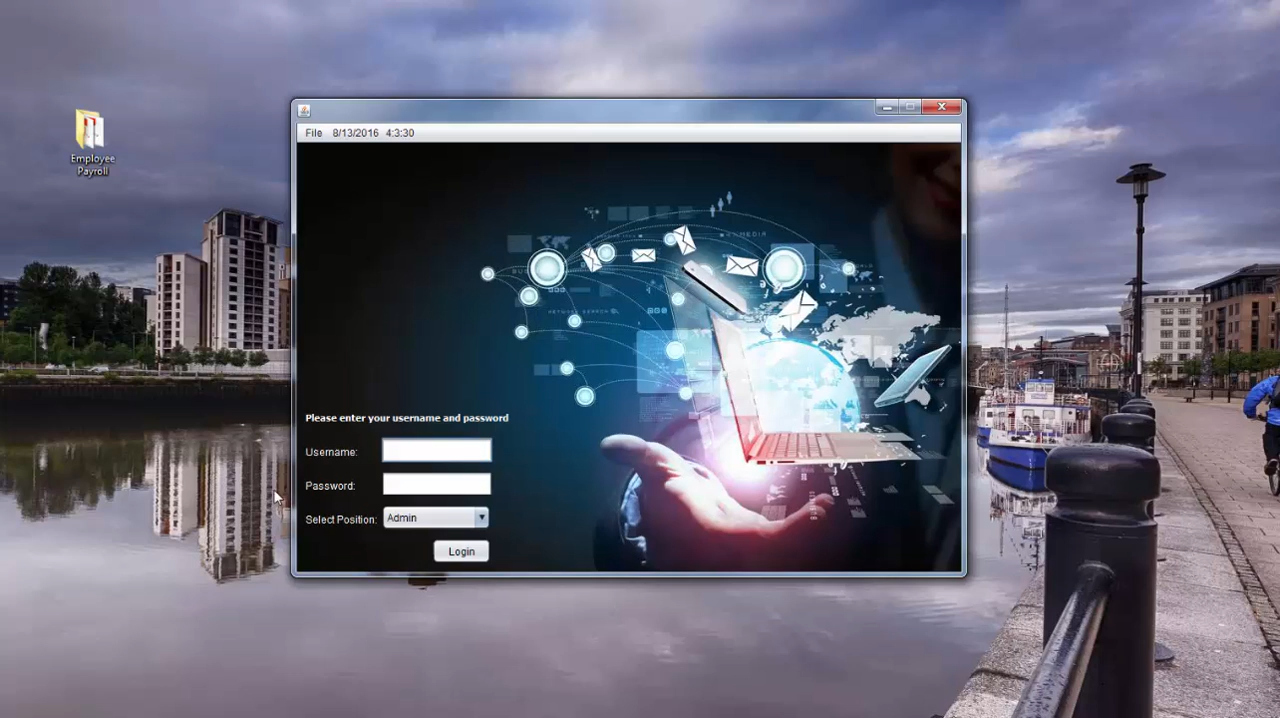 Employee
Payroll
File 8/13/2016 4:3:30
Please enter your username and password
Username:
Password:
Select Position: Admin
Login